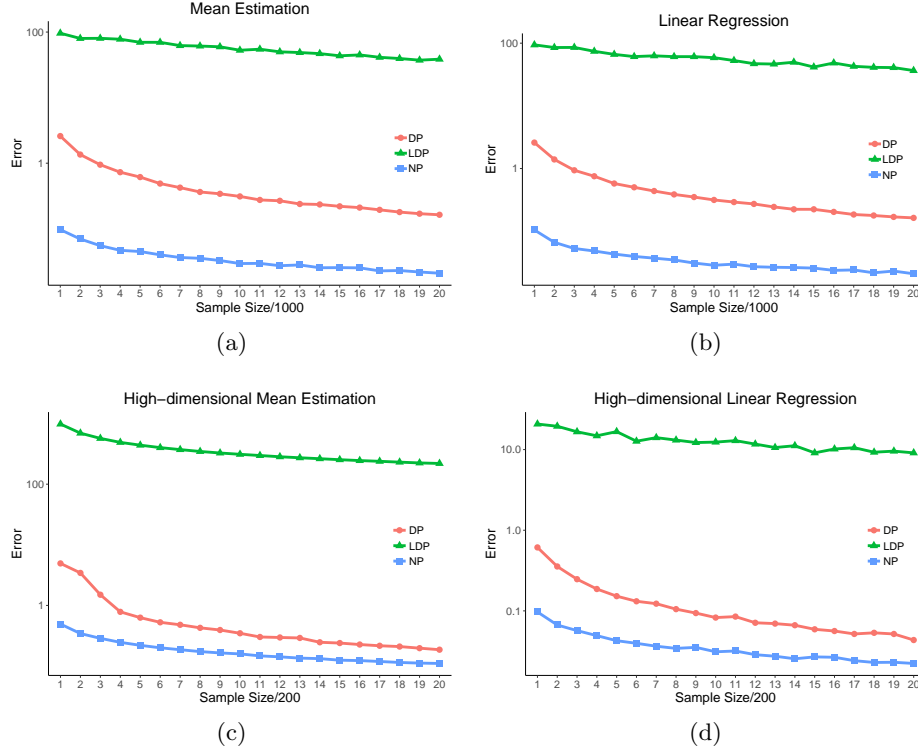 Mean Estimation
100
1
Error
DP
LDP
NP
1 2 3 4 5 6 7 8 9 10 11 12 13 14 15 16 17 18 19 20
Sample Size/1000
(a)
Linear Regression
100
1
Error
DP
LDP
NP
1 2 3 4 5 6 7 8 9 10 11 12 13 14 15 16 17 18 19 20
Sample Size/1000
(b)
High−dimensional Mean Estimation
100
1
Error
DP
LDP
NP
1 2 3 4 5 6 7 8 9 10 11 12 13 14 15 16 17 18 19 20
Sample Size/200
(c)
High−dimensional Linear Regression
10.0
1.0
0.1
Error
DP
LDP
NP
1 2 3 4 5 6 7 8 9 10 11 12 13 14 15 16 17 18 19 20
Sample Size/200
(d)